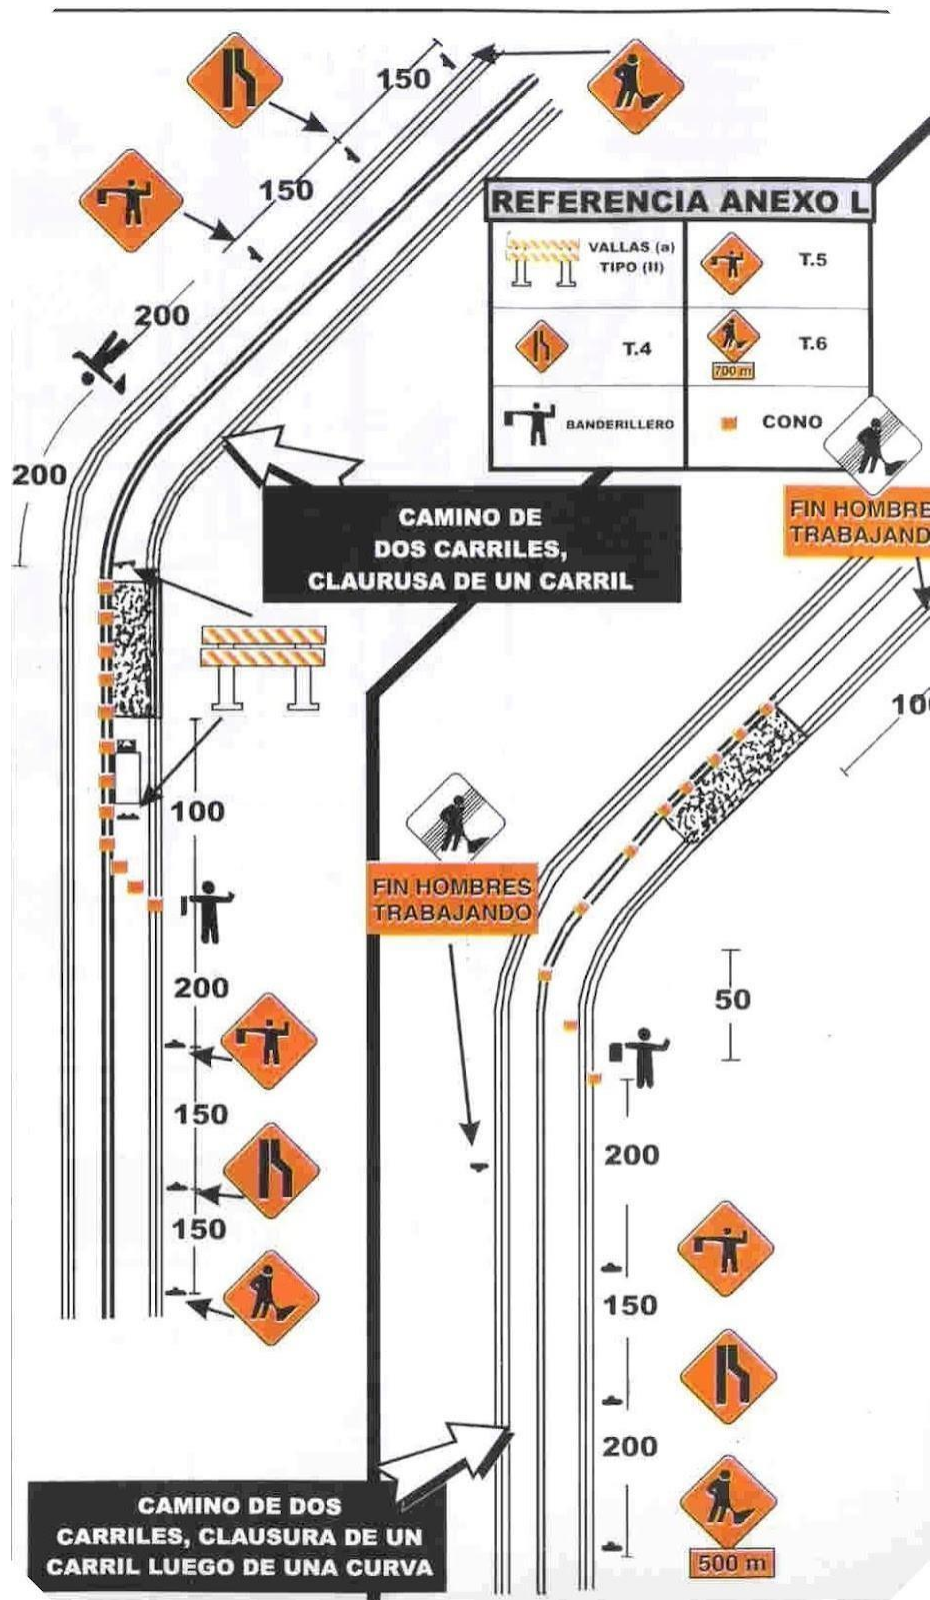 150
150
200
200
REFERENCIA ANEXO L
VALLAS (a)
TIPO (II)
T.5
T.4
T.6
700 m
BANDERILLERO
CONO
CAMINO DE
DOS CARRILES,
CLAURUSA DE UN CARRIL
100
200
150
150
FIN HOMBRE
TRABAJAND
100
FIN HOMBRES
TRABAJANDO
50
200
150
200
500 m
CAMINO DE DOS
CARRILES, CLAUSURA DE UN
CARRIL LUEGO DE UNA CURVA